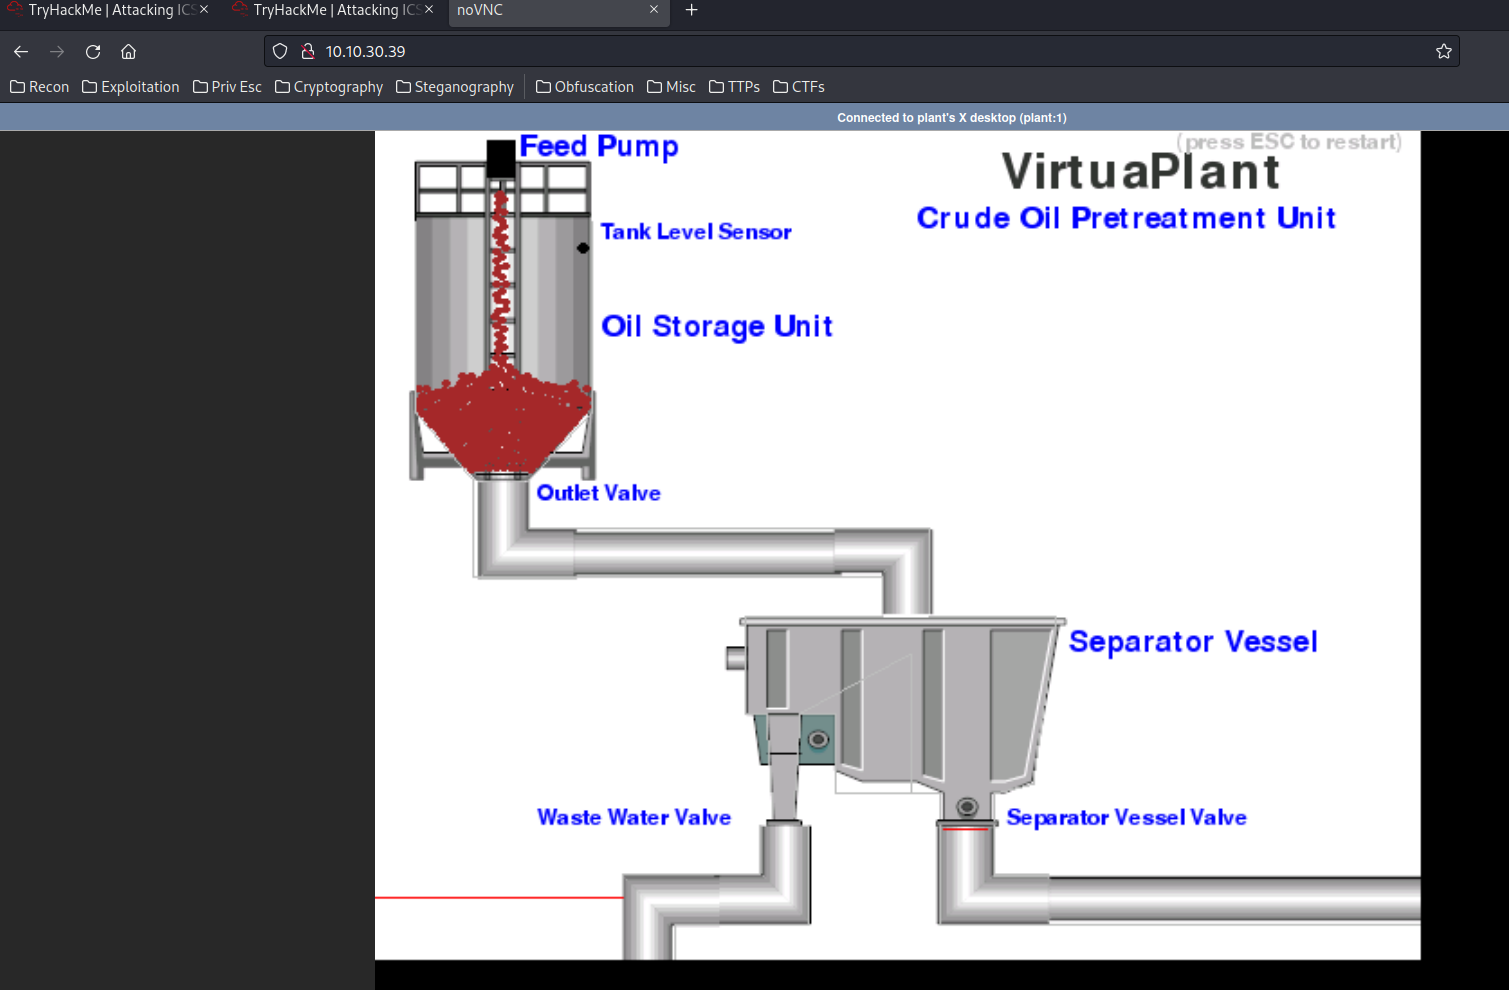 TryHackMe | Attacking ICS
TryHackMe | Attacking ICS
noVNC
10.10.30.39
Recon
Exploitation
Priv Esc
Cryptography
Steganography
Obfuscation
Misc
TTPs
CTFs
Connected to plant's X desktop (plant:1)
Feed Pump
(press ESC to restart)
VirtuaPlant
Crude Oil Pretreatment Unit
Tank Level Sensor
Oil Storage Unit
Outlet Valve
Separator Vessel
Waste Water Valve
Separator Vessel Valve